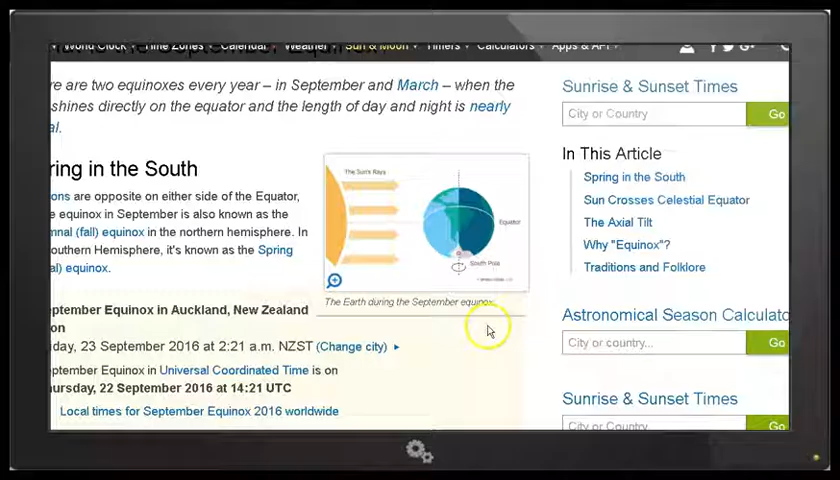 World Clock Time Zones Calendar Weather Sun & Moon Timers Calculators Apps & API
the September Equinox?
re are two equinoxes every year – in September and March – when the
shines directly on the equator and the length of day and night is nearly
al.
ring in the South
ons are opposite on either side of the Equator,
e equinox in September is also known as the
mnal (fall) equinox in the northern hemisphere. In
outhern Hemisphere, it's known as the Spring
al) equinox.
The Sun's Rays
Equator
South Pole
The Earth during the September equinox.
eptember Equinox in Auckland, New Zealand
on
iday, 23 September 2016 at 2:21 a.m. NZST (Change city)
eptember Equinox in Universal Coordinated Time is on
ursday, 22 September 2016 at 14:21 UTC
Local times for September Equinox 2016 worldwide
Sunrise & Sunset Times
City or Country
Go
In This Article
Spring in the South
Sun Crosses Celestial Equator
The Axial Tilt
Why "Equinox"?
Traditions and Folklore
Astronomical Season Calculato
City or country...
Go
Sunrise & Sunset Times
City or Country
Go